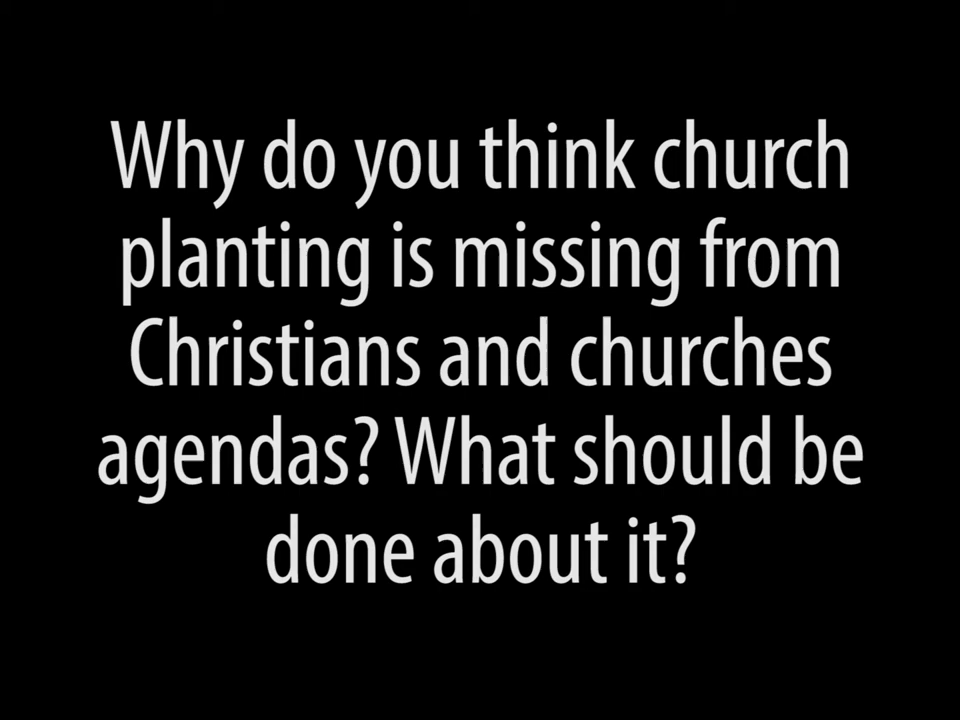 Why do you think church
planting is missing from
Christians and churches
agendas? What should be
done about it?